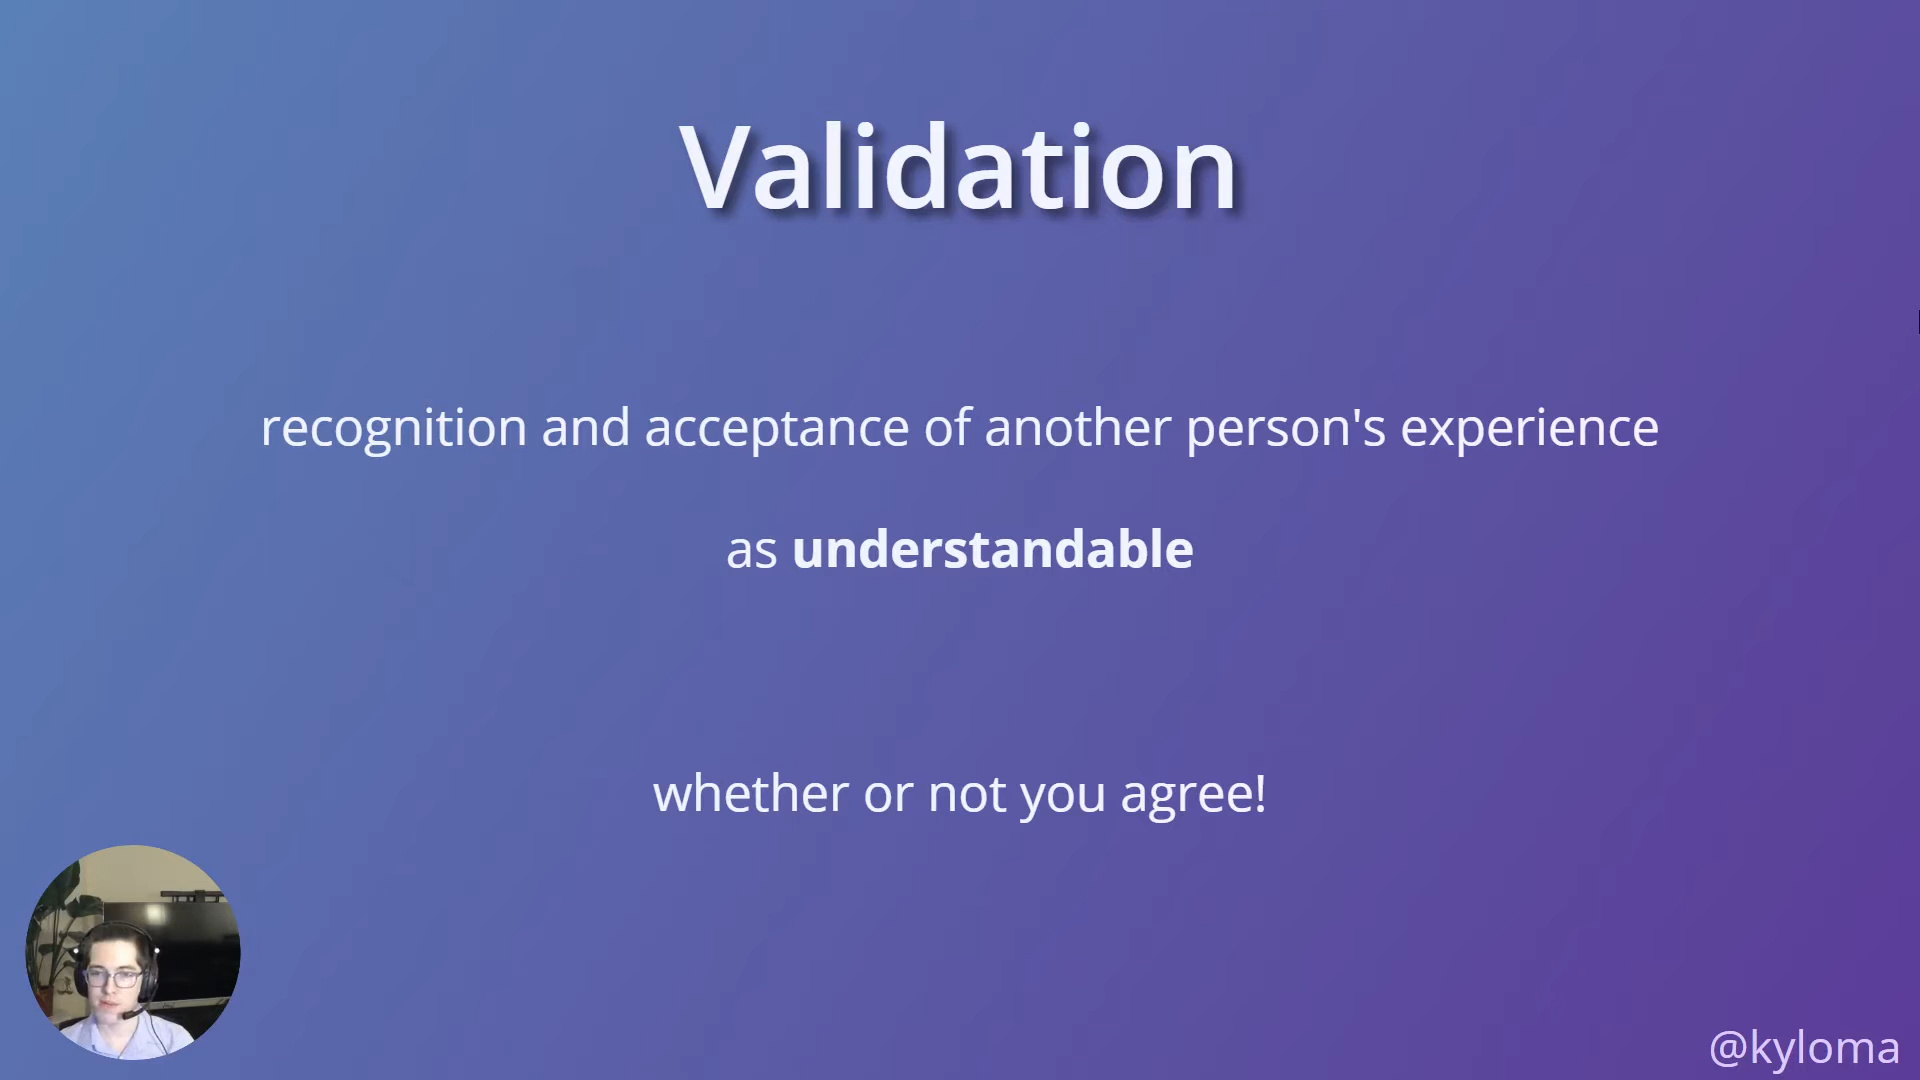 Validation
recognition and acceptance of another person's experience
as understandable
whether or not you agree!
@kyloma